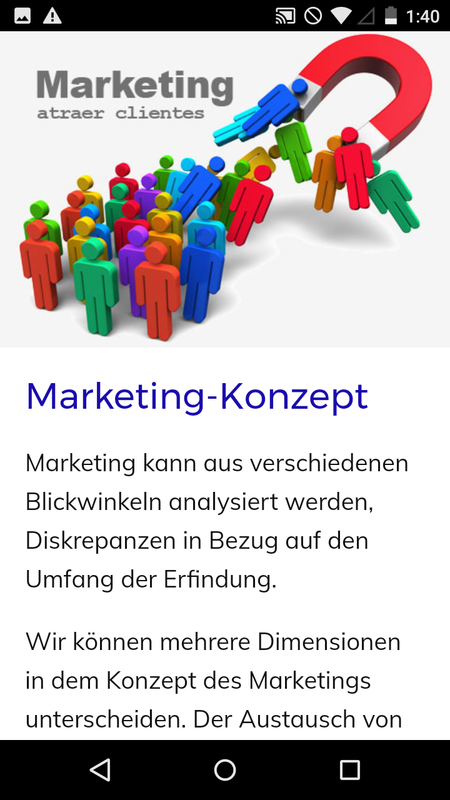 1:40
Marketing
atraer clientes
Marketing-Konzept
Marketing kann aus verschiedenen
Blickwinkeln analysiert werden,
Diskrepanzen in Bezug auf den
Umfang der Erfindung.
Wir können mehrere Dimensionen
in dem Konzept des Marketings
unterscheiden. Der Austausch von